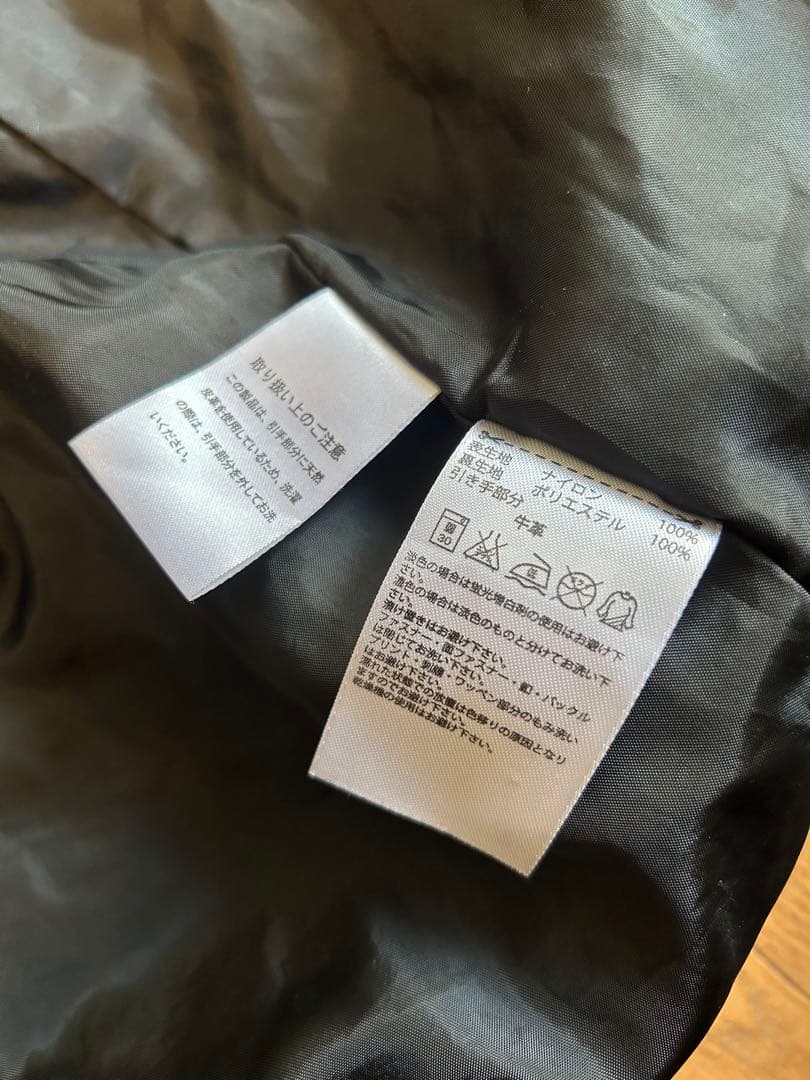 取り扱い上のご注意
この製品は、引手部分に天然
皮革を使用しているため、洗濯
の際は、引手部分を外してお洗
いください。
表生地 ナイロン 100%
裏生地 ポリエステル 100%
引き手部分 牛革
弱
30
淡色の場合は蛍光増白剤の使用はお避け下
さい。
濃色の場合は淡色のものと分けてお洗い下
さい。
漬け置きはお避け下さい。
ファスナー・面ファスナー・釦・バックル
は閉じてお洗い下さい。
プリント・刺繍・ワッペン部分のもみ洗い
はお避け下さい。
濡れた状態での放置は色移りの原因となり
ますのでお避け下さい。
乾燥機の使用はお避け下さい。